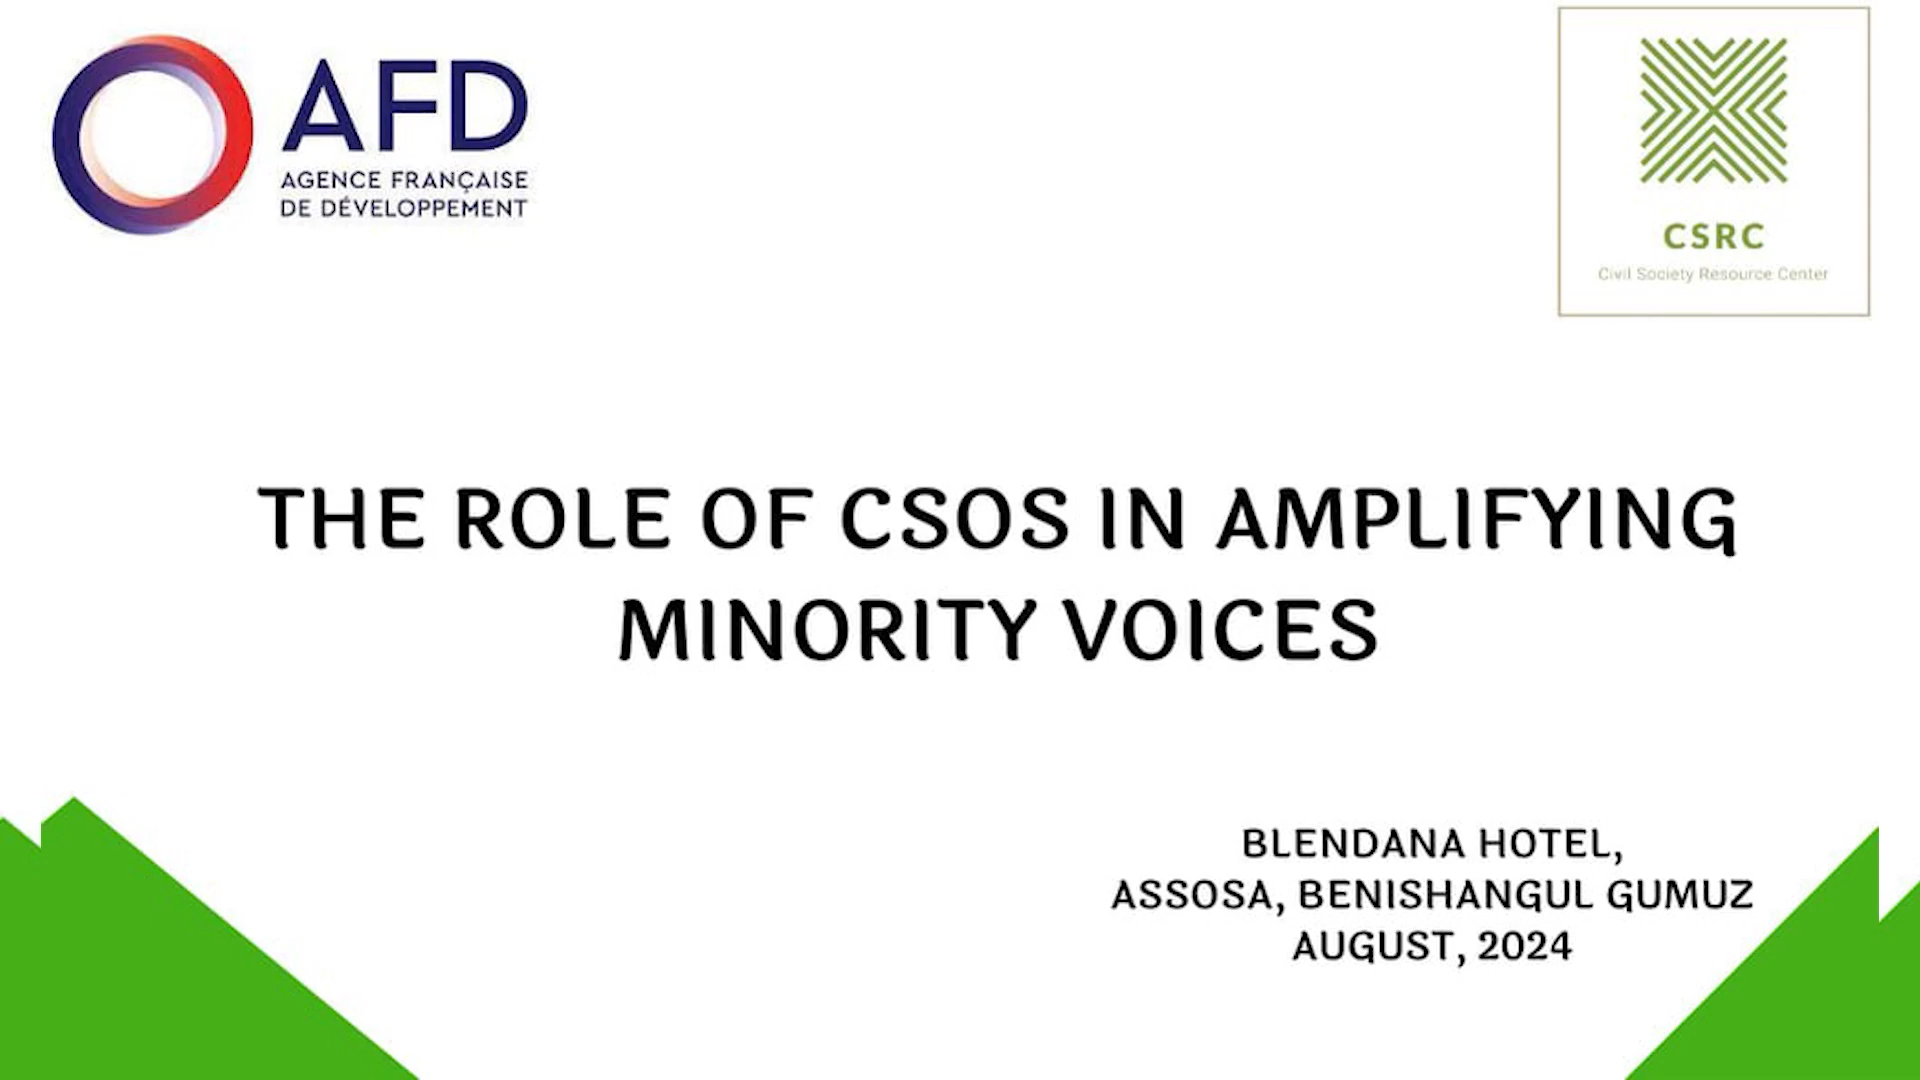 AFD
AGENCE FRANÇAISE
DE DÉVELOPPEMENT
CSRC
Civil Society Resource Center
THE ROLE OF CSOS IN AMPLIFYING
MINORITY VOICES
BLENDANA HOTEL,
ASSOSA, BENISHANGUL GUMUZ
AUGUST, 2024